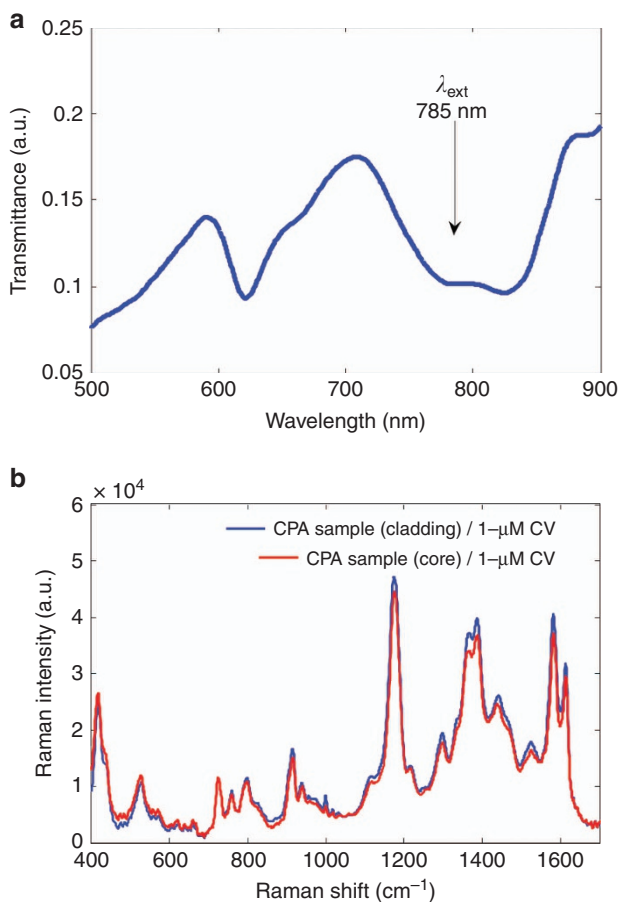 a
0.25
0.2
0.15
0.1
0.05
Transmittance (a.u.)
λext
785 nm
500 600 700 800 900
Wavelength (nm)
b
× 10⁴
6
5
4
3
2
1
0
Raman intensity (a.u.)
CPA sample (cladding) / 1–μM CV
CPA sample (core) / 1–μM CV
400 600 800 1000 1200 1400 1600
Raman shift (cm⁻¹)